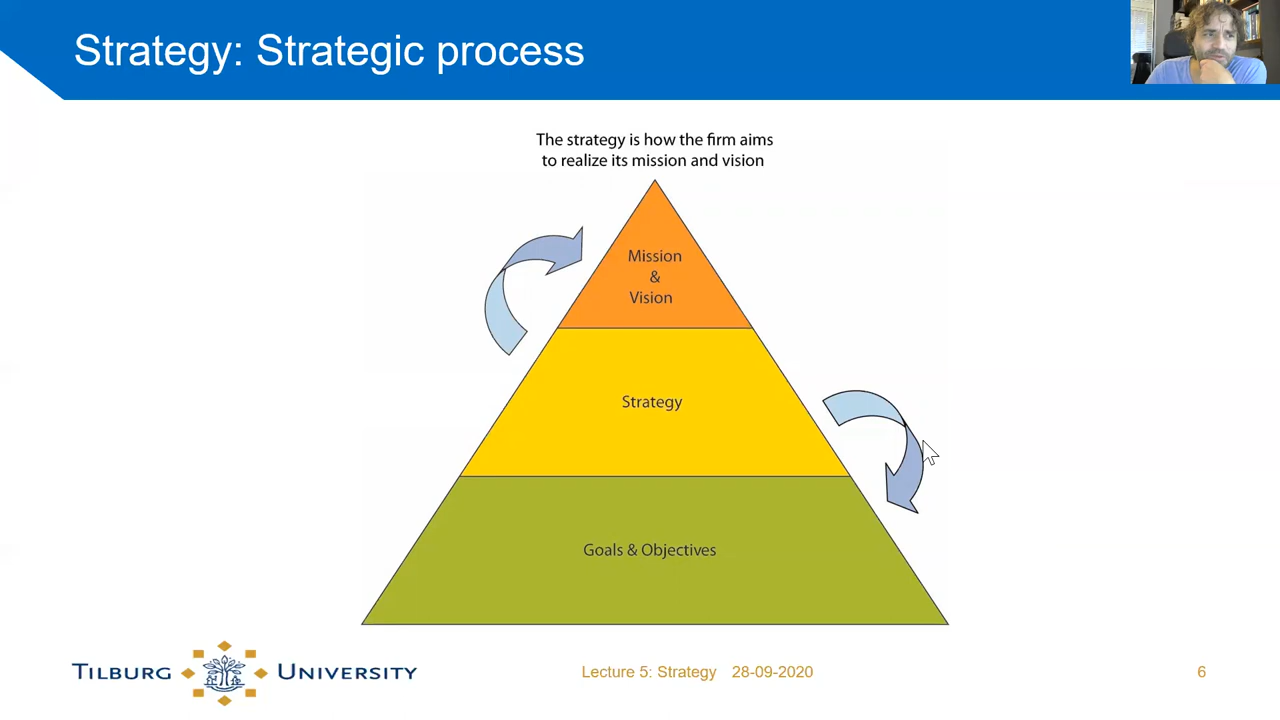 Strategy: Strategic process
The strategy is how the firm aims
to realize its mission and vision
Mission
&
Vision
Strategy
Goals & Objectives
TILBURG UNIVERSITY
Lecture 5: Strategy 28-09-2020
6